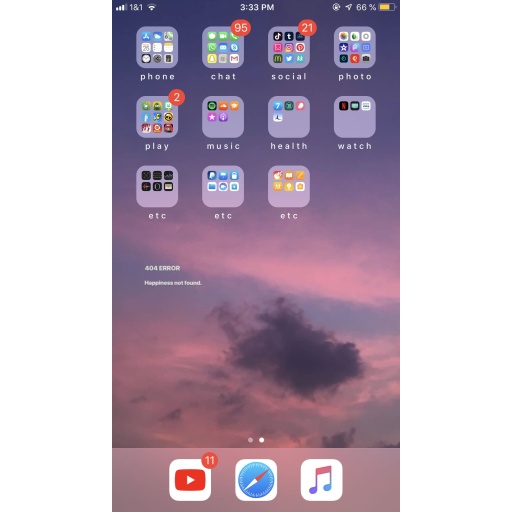 1&1 3:33 PM 66 %
95 21
phone chat social photo
2
play music health watch
etc etc etc
404 ERROR
Happiness not found.
11